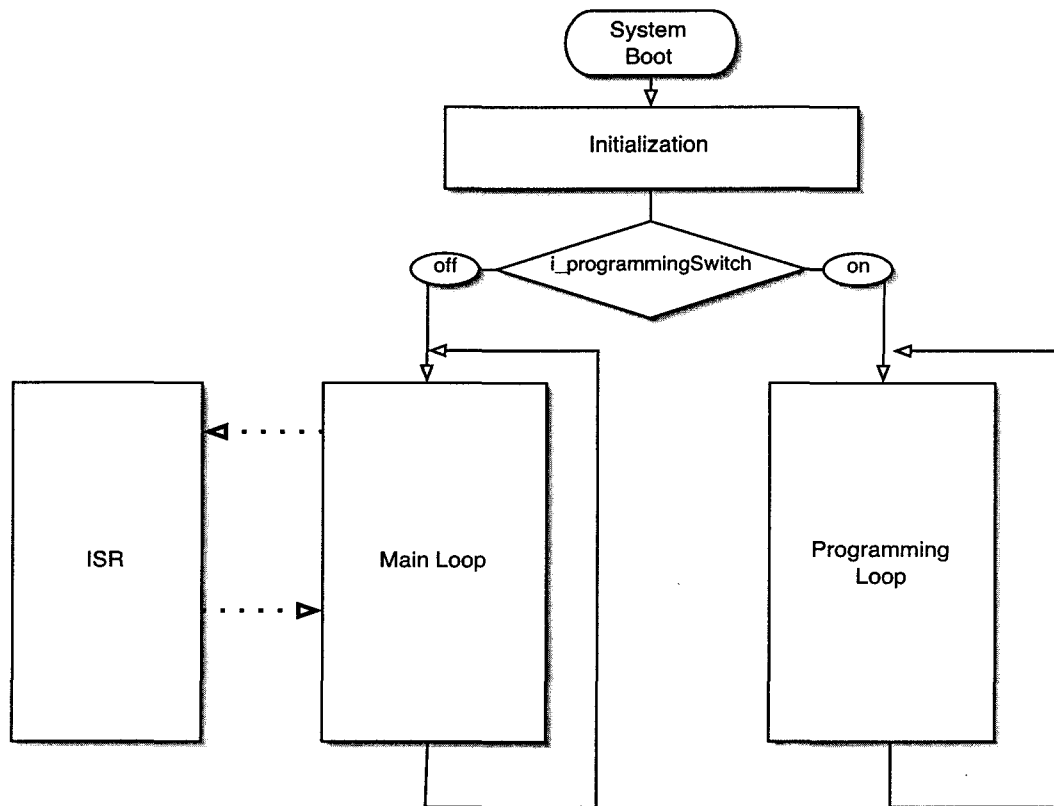 System
Boot
Initialization
off
i_programmingSwitch
on
ISR
Main Loop
Programming
Loop